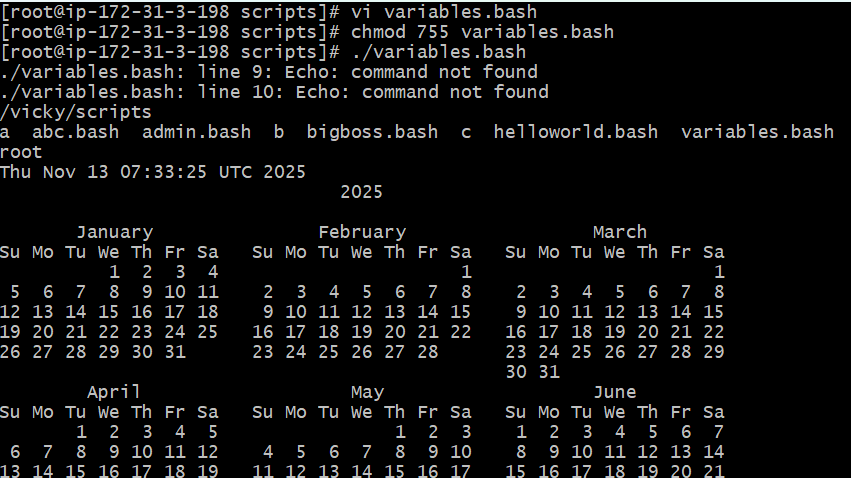 [root@ip-172-31-3-198 scripts]# vi variables.bash
[root@ip-172-31-3-198 scripts]# chmod 755 variables.bash
[root@ip-172-31-3-198 scripts]# ./variables.bash
./variables.bash: line 9: Echo: command not found
./variables.bash: line 10: Echo: command not found
/vicky/scripts
a  abc.bash  admin.bash  b  bigboss.bash  c  helloworld.bash  variables.bash
root
Thu Nov 13 07:33:25 UTC 2025
                               2025

       January               February                 March
Su Mo Tu We Th Fr Sa   Su Mo Tu We Th Fr Sa   Su Mo Tu We Th Fr Sa
          1  2  3  4                      1                      1
 5  6  7  8  9 10 11    2  3  4  5  6  7  8    2  3  4  5  6  7  8
12 13 14 15 16 17 18    9 10 11 12 13 14 15    9 10 11 12 13 14 15
19 20 21 22 23 24 25   16 17 18 19 20 21 22   16 17 18 19 20 21 22
26 27 28 29 30 31      23 24 25 26 27 28      23 24 25 26 27 28 29
                                              30 31
        April                   May                   June
Su Mo Tu We Th Fr Sa   Su Mo Tu We Th Fr Sa   Su Mo Tu We Th Fr Sa
       1  2  3  4  5                1  2  3    1  2  3  4  5  6  7
 6  7  8  9 10 11 12    4  5  6  7  8  9 10    8  9 10 11 12 13 14
13 14 15 16 17 18 19   11 12 13 14 15 16 17   15 16 17 18 19 20 21